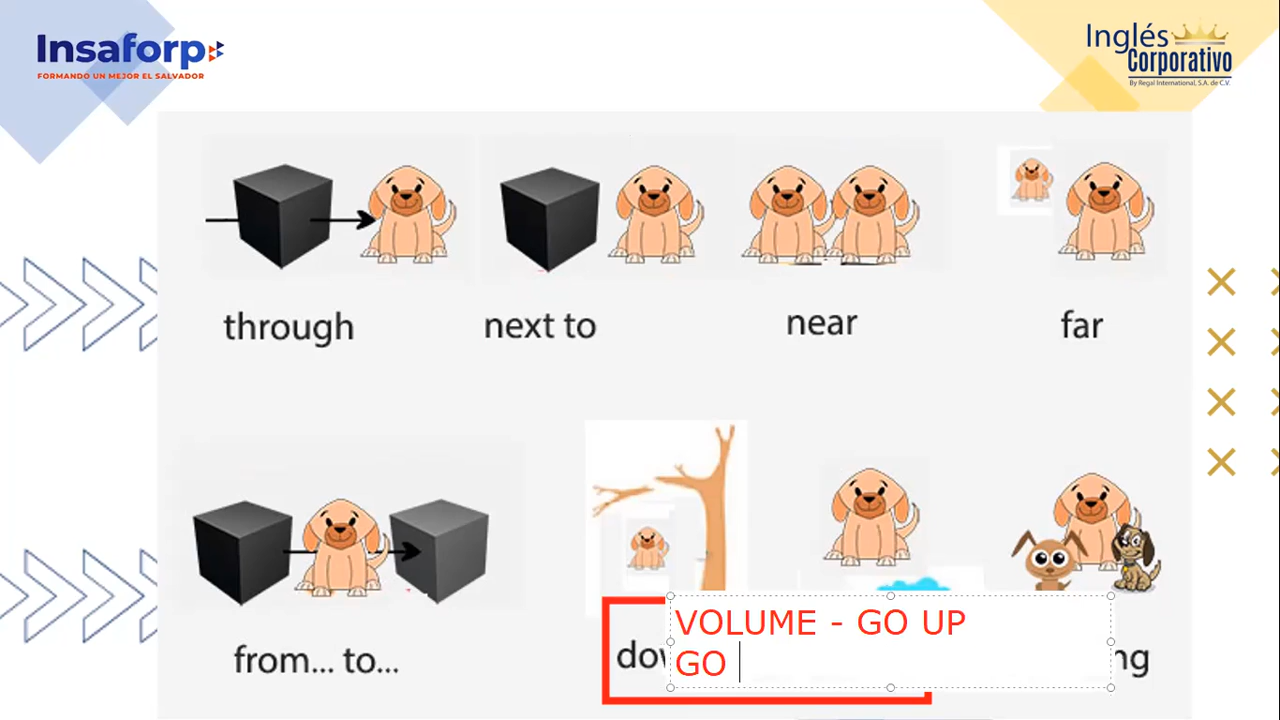 Insaforp
FORMANDO UN MEJOR EL SALVADOR
Inglés
Corporativo
By Regal International, S.A. de C.V.
through
next to
near
far
from... to...
VOLUME - GO UP
GO